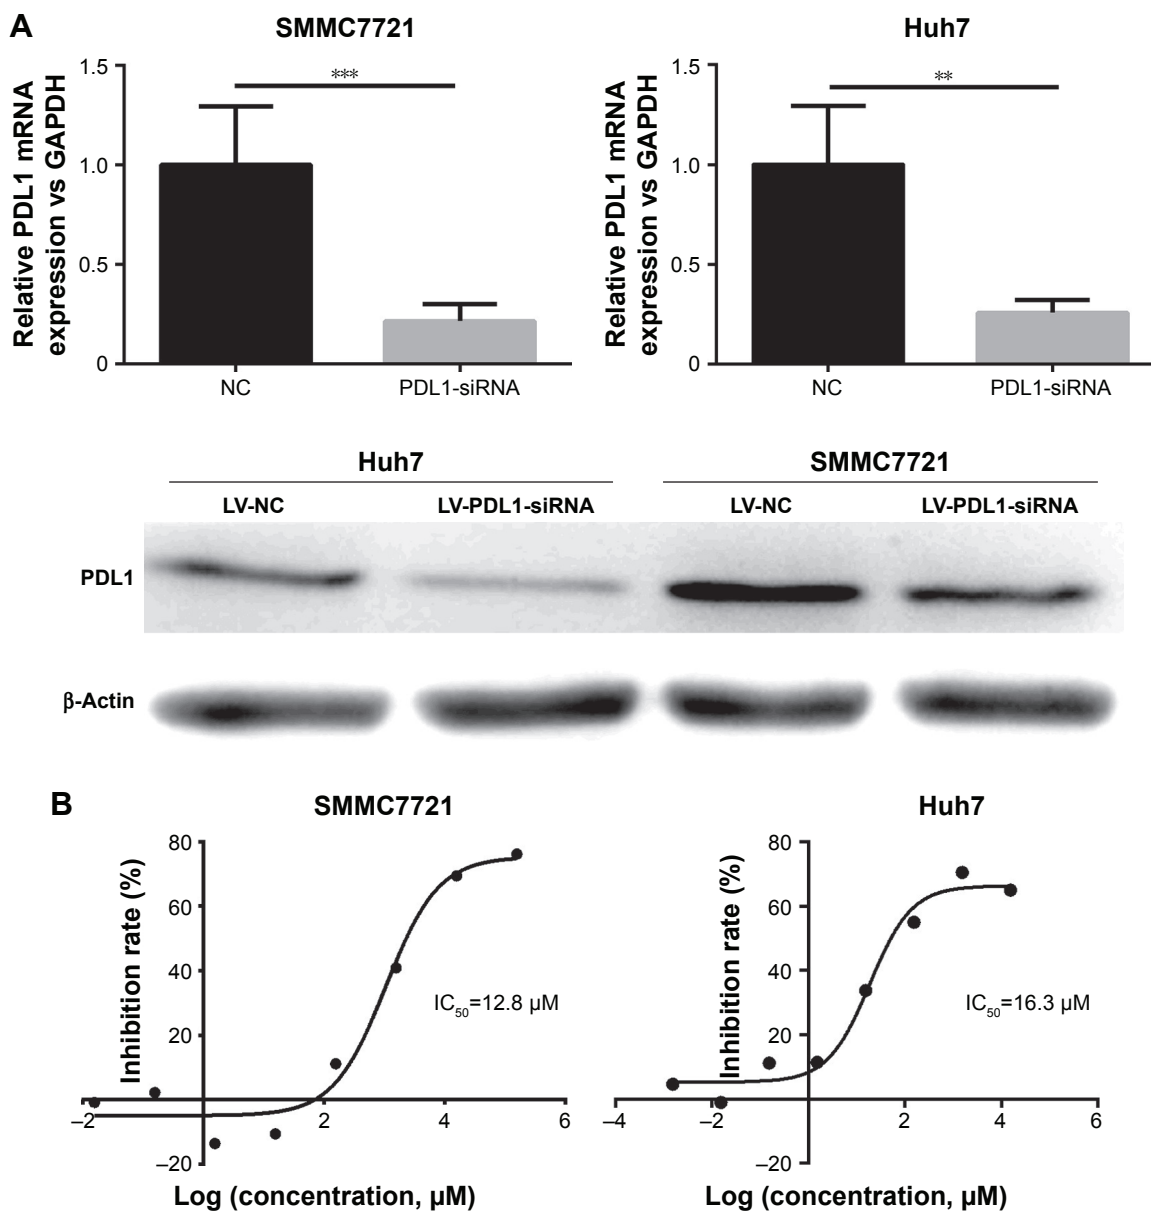 A
SMMC7721
Huh7
Relative PDL1 mRNA
expression vs GAPDH
1.5
1.0
0.5
0
***
NC
PDL1-siRNA
Relative PDL1 mRNA
expression vs GAPDH
1.5
1.0
0.5
0
**
NC
PDL1-siRNA
Huh7
SMMC7721
LV-NC
LV-PDL1-siRNA
LV-NC
LV-PDL1-siRNA
PDL1
β-Actin
B
SMMC7721
Huh7
Inhibition rate (%)
80
60
40
20
–20
–2
2
4
6
IC50=12.8 µM
Log (concentration, µM)
Inhibition rate (%)
80
60
40
20
–20
–4
–2
2
4
6
IC50=16.3 µM
Log (concentration, µM)